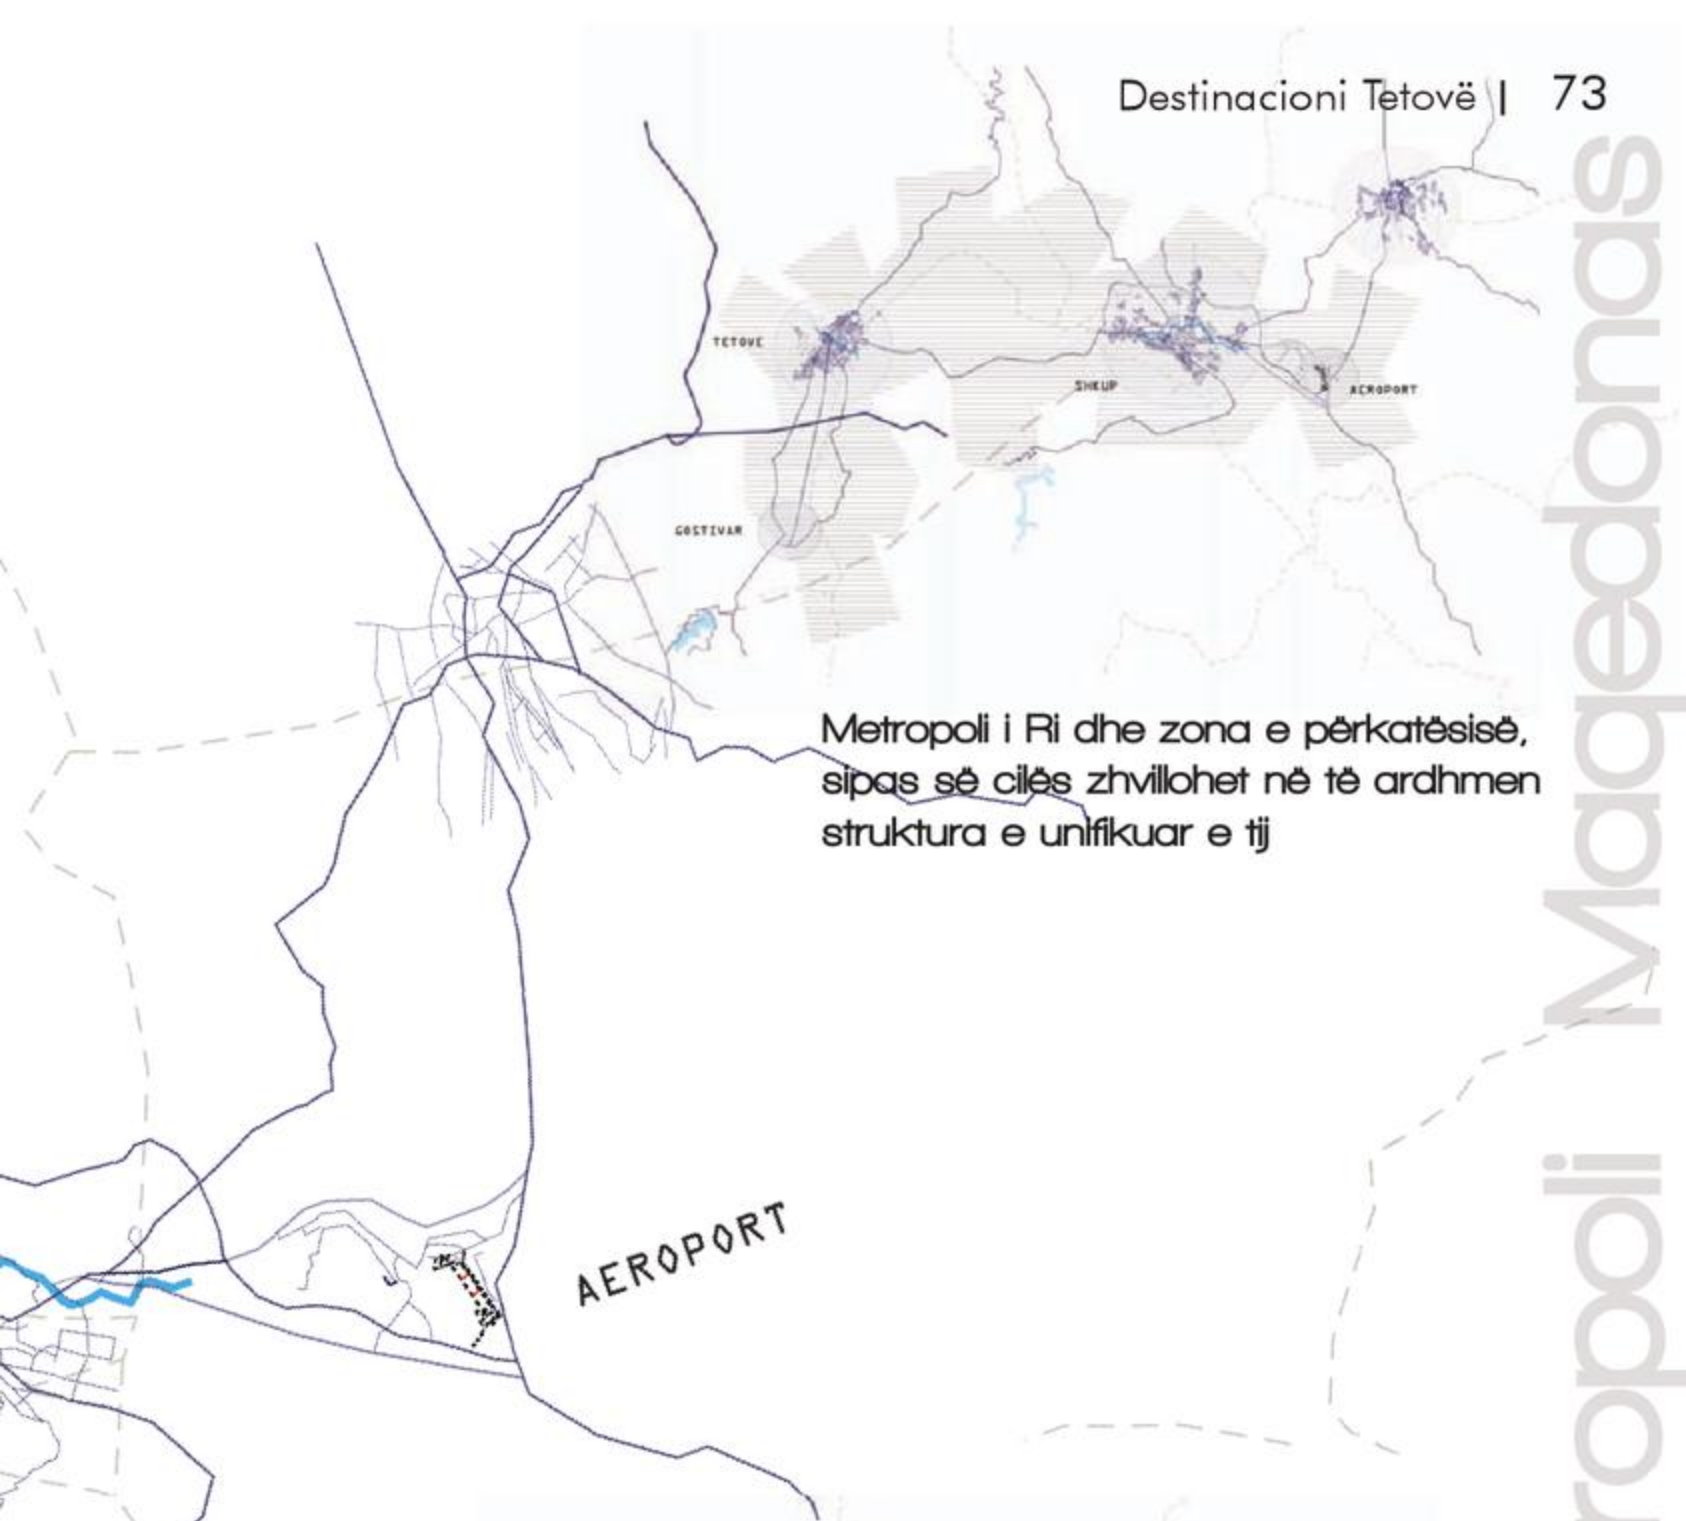 Destinacioni Tetovë | 73
TETOVE
SHKUP
AEROPORT
GOSTIVAR
Metropoli i Ri dhe zona e përkatësisë,
sipas së cilës zhvillohet në të ardhmen
struktura e unifikuar e tij
AEROPORT
ropoli Maqedonas